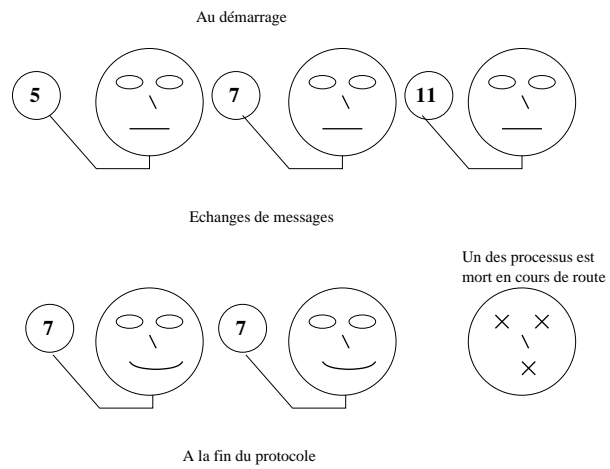 Au démarrage
5
7
11
Echanges de messages
Un des processus est
mort en cours de route
7
7
A la fin du protocole